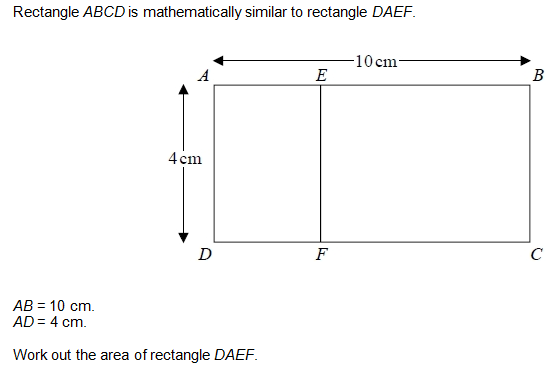 Rectangle ABCD is mathematically similar to rectangle DAEF.
10 cm
A E B
4 cm
D F C
AB = 10 cm.
AD = 4 cm.
Work out the area of rectangle DAEF.